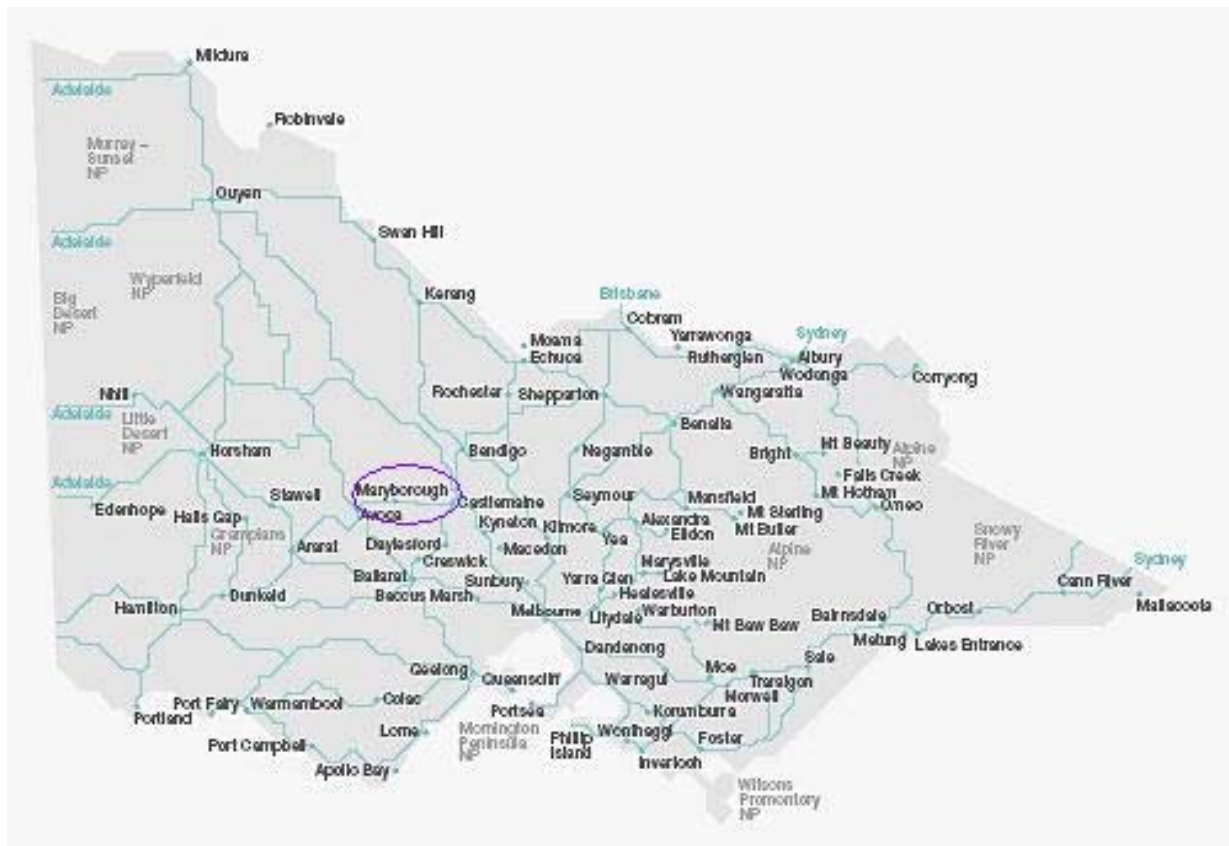 Mildura
Adelaide
Robinvale
Murray –
Sunset
NP
Ouyen
Swan Hill
Adelaide
Wyperfeld
NP
Big
Desert
NP
Kerang
Brisbane
Cobram
Moama
Yarrawonga
Sydney
Echuca
Rutherglen
Albury
Wodonga
Corryong
Nhill
Rochester
Shepparton
Wangaratta
Adelaide
Little
Desert
NP
Benalla
Horsham
Bendigo
Nagambie
Bright
Mt Beauty
Alpine
NP
Falls Creek
Adelaide
Edenhope
Stawell
Maryborough
Castlemaine
Seymour
Mansfield
Mt Hotham
Omeo
Halls Gap
Avoca
Kyneton
Kilmore
Alexandra
Mt Stirling
Eildon
Mt Buller
Grampians
NP
Ararat
Daylesford
Macedon
Yea
Alpine
NP
Snowy
River
NP
Creswick
Marysville
Sydney
Ballarat
Sunbury
Yarra Glen
Lake Mountain
Cann River
Hamilton
Dunkeld
Baccus Marsh
Healesville
Mallacoota
Melbourne
Lilydale
Warburton
Mt Baw Baw
Bairnsdale
Orbost
Metung
Lakes Entrance
Dandenong
Geelong
Queenscliff
Warragul
Moe
Sale
Traralgon
Morwell
Port Fairy
Warrnambool
Colac
Portsea
Korumburra
Portland
Port Campbell
Lorne
Mornington
Peninsula
NP
Phillip
Island
Wonthaggi
Foster
Inverloch
Apollo Bay
Wilsons
Promontory
NP